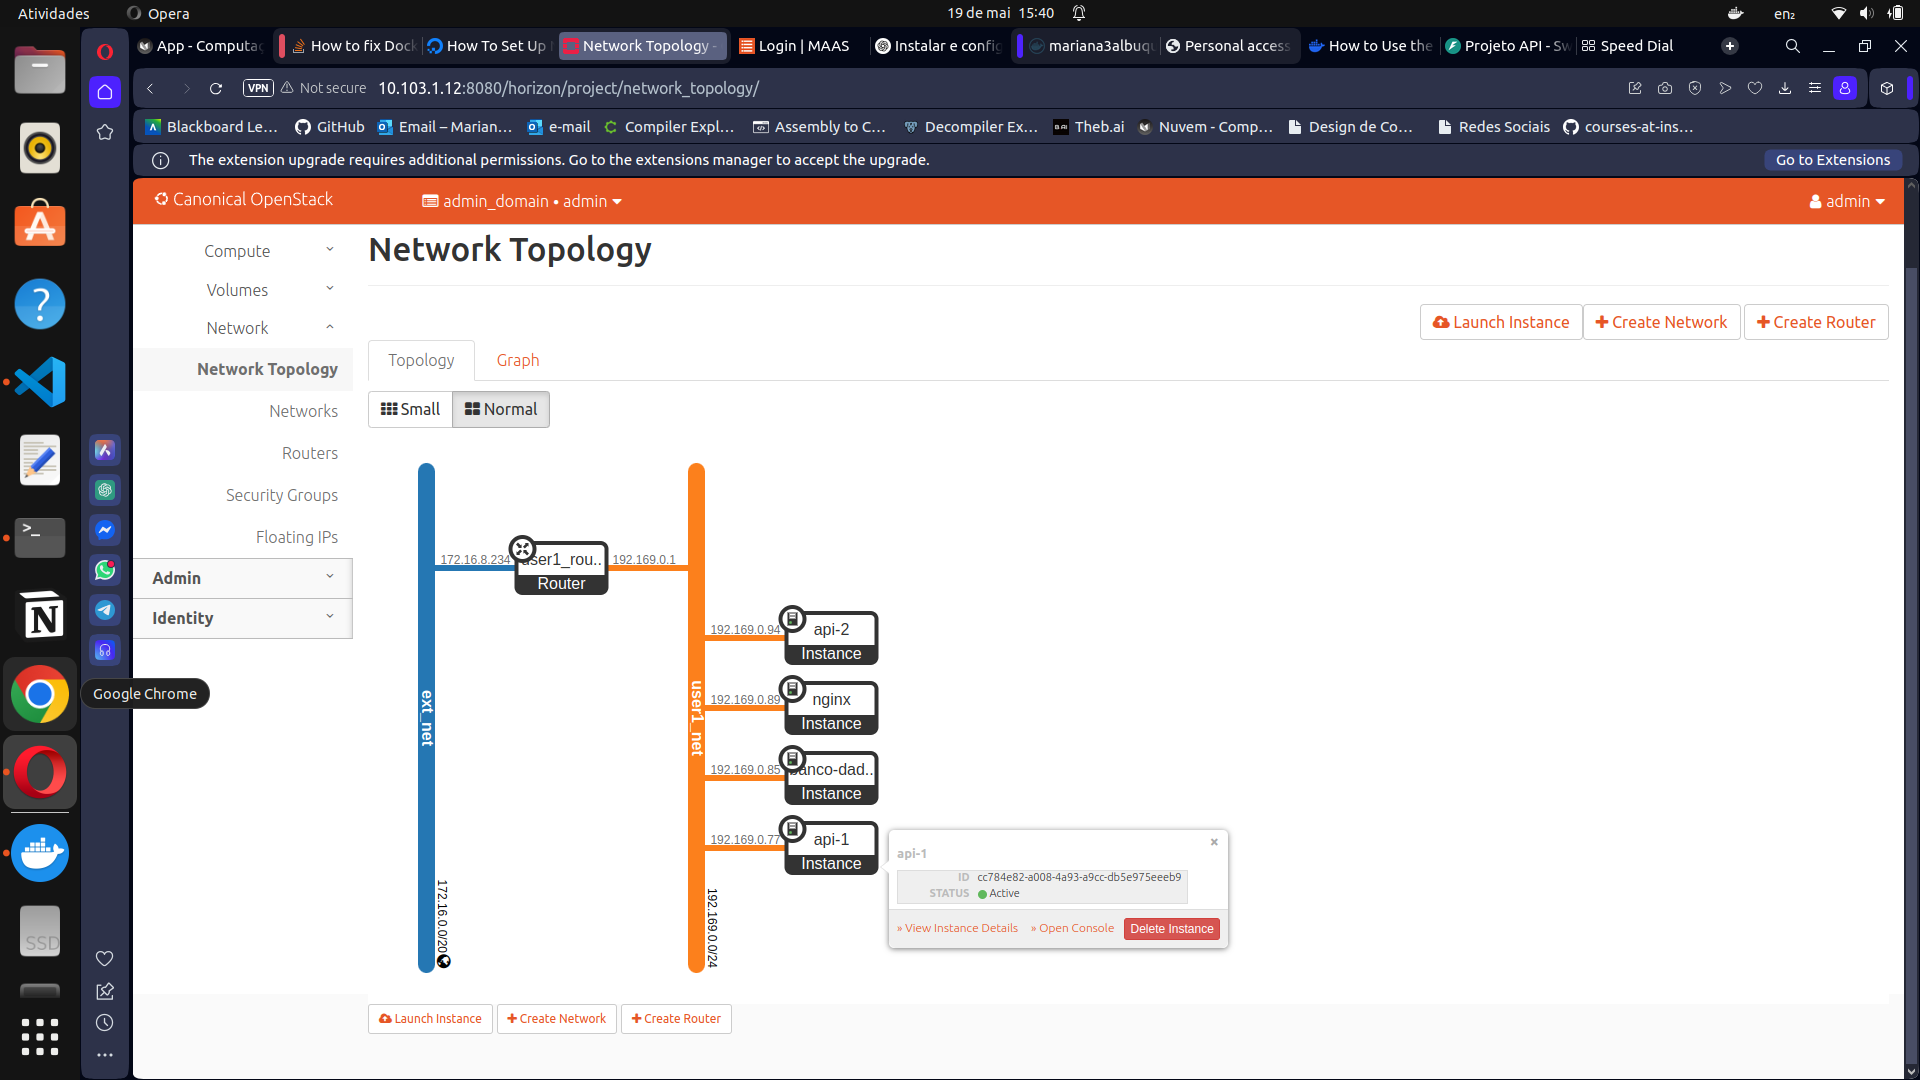 Atividades
Opera
19 de mai 15:40
en₂
App - Computaç
How to fix Dock
How To Set Up N
Network Topology -
Login | MAAS
Instalar e config
mariana3albuqu
Personal access
How to Use the
Projeto API - Sw
Speed Dial
VPN
Not secure
10.103.1.12:8080/horizon/project/network_topology/
Blackboard Le...
GitHub
Email – Marian...
e-mail
Compiler Expl...
Assembly to C...
Decompiler Ex...
Theb.ai
Nuvem - Comp...
Design de Co...
Redes Sociais
courses-at-ins...
The extension upgrade requires additional permissions. Go to the extensions manager to accept the upgrade.
Go to Extensions
Canonical OpenStack
admin_domain • admin
admin
Compute
Volumes
Network
Network Topology
Networks
Routers
Security Groups
Floating IPs
Admin
Identity
Google Chrome
SSD
Network Topology
Launch Instance
Create Network
Create Router
Topology
Graph
Small
Normal
ext_net
172.16.0.0/20
172.16.8.234
user1_rou..
Router
192.169.0.1
user1_net
192.169.0.0/24
192.169.0.94
api-2
Instance
192.169.0.89
nginx
Instance
192.169.0.85
banco-dad..
Instance
192.169.0.77
api-1
Instance
×
api-1
ID cc784e82-a008-4a93-a9cc-db5e975eeeb9
STATUS Active
» View Instance Details
» Open Console
Delete Instance
Launch Instance
Create Network
Create Router